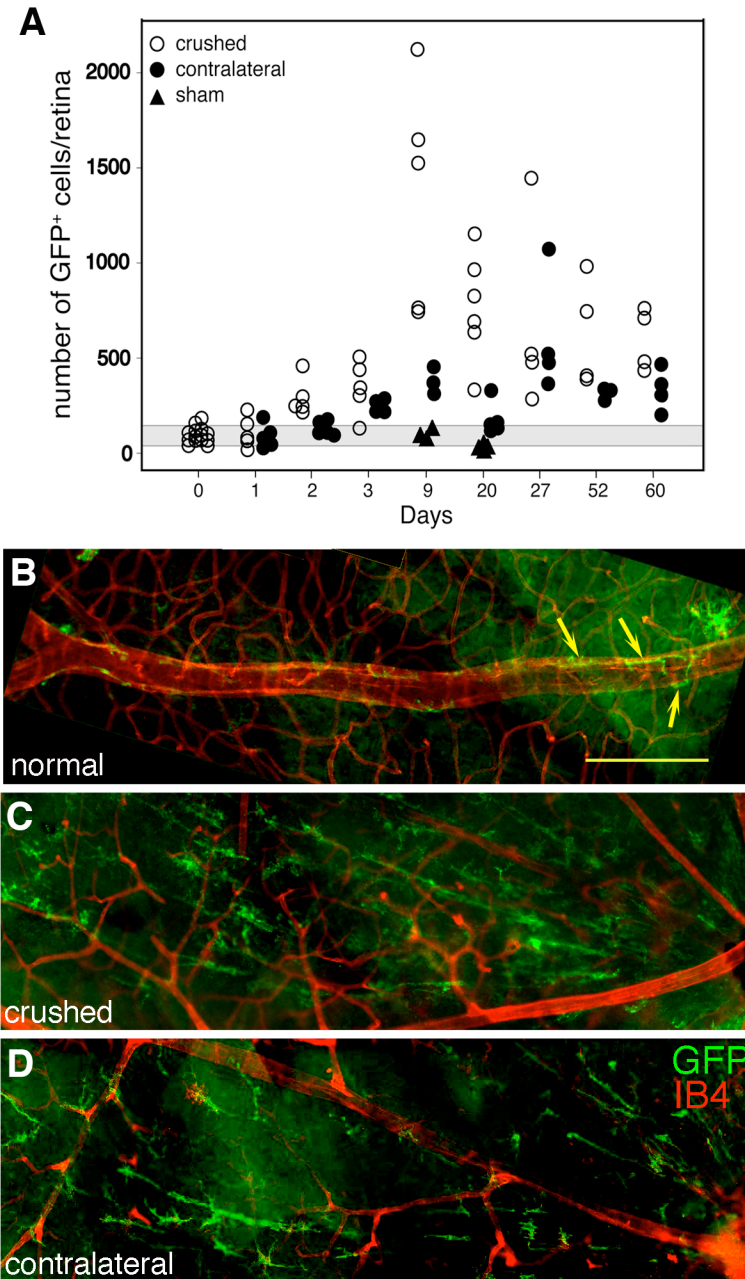 A
crushed
contralateral
sham
number of GFP⁺ cells/retina
2000
1500
1000
500
0
0 1 2 3 9 20 27 52 60
Days
B
normal
C
crushed
D
GFP
IB4
contralateral